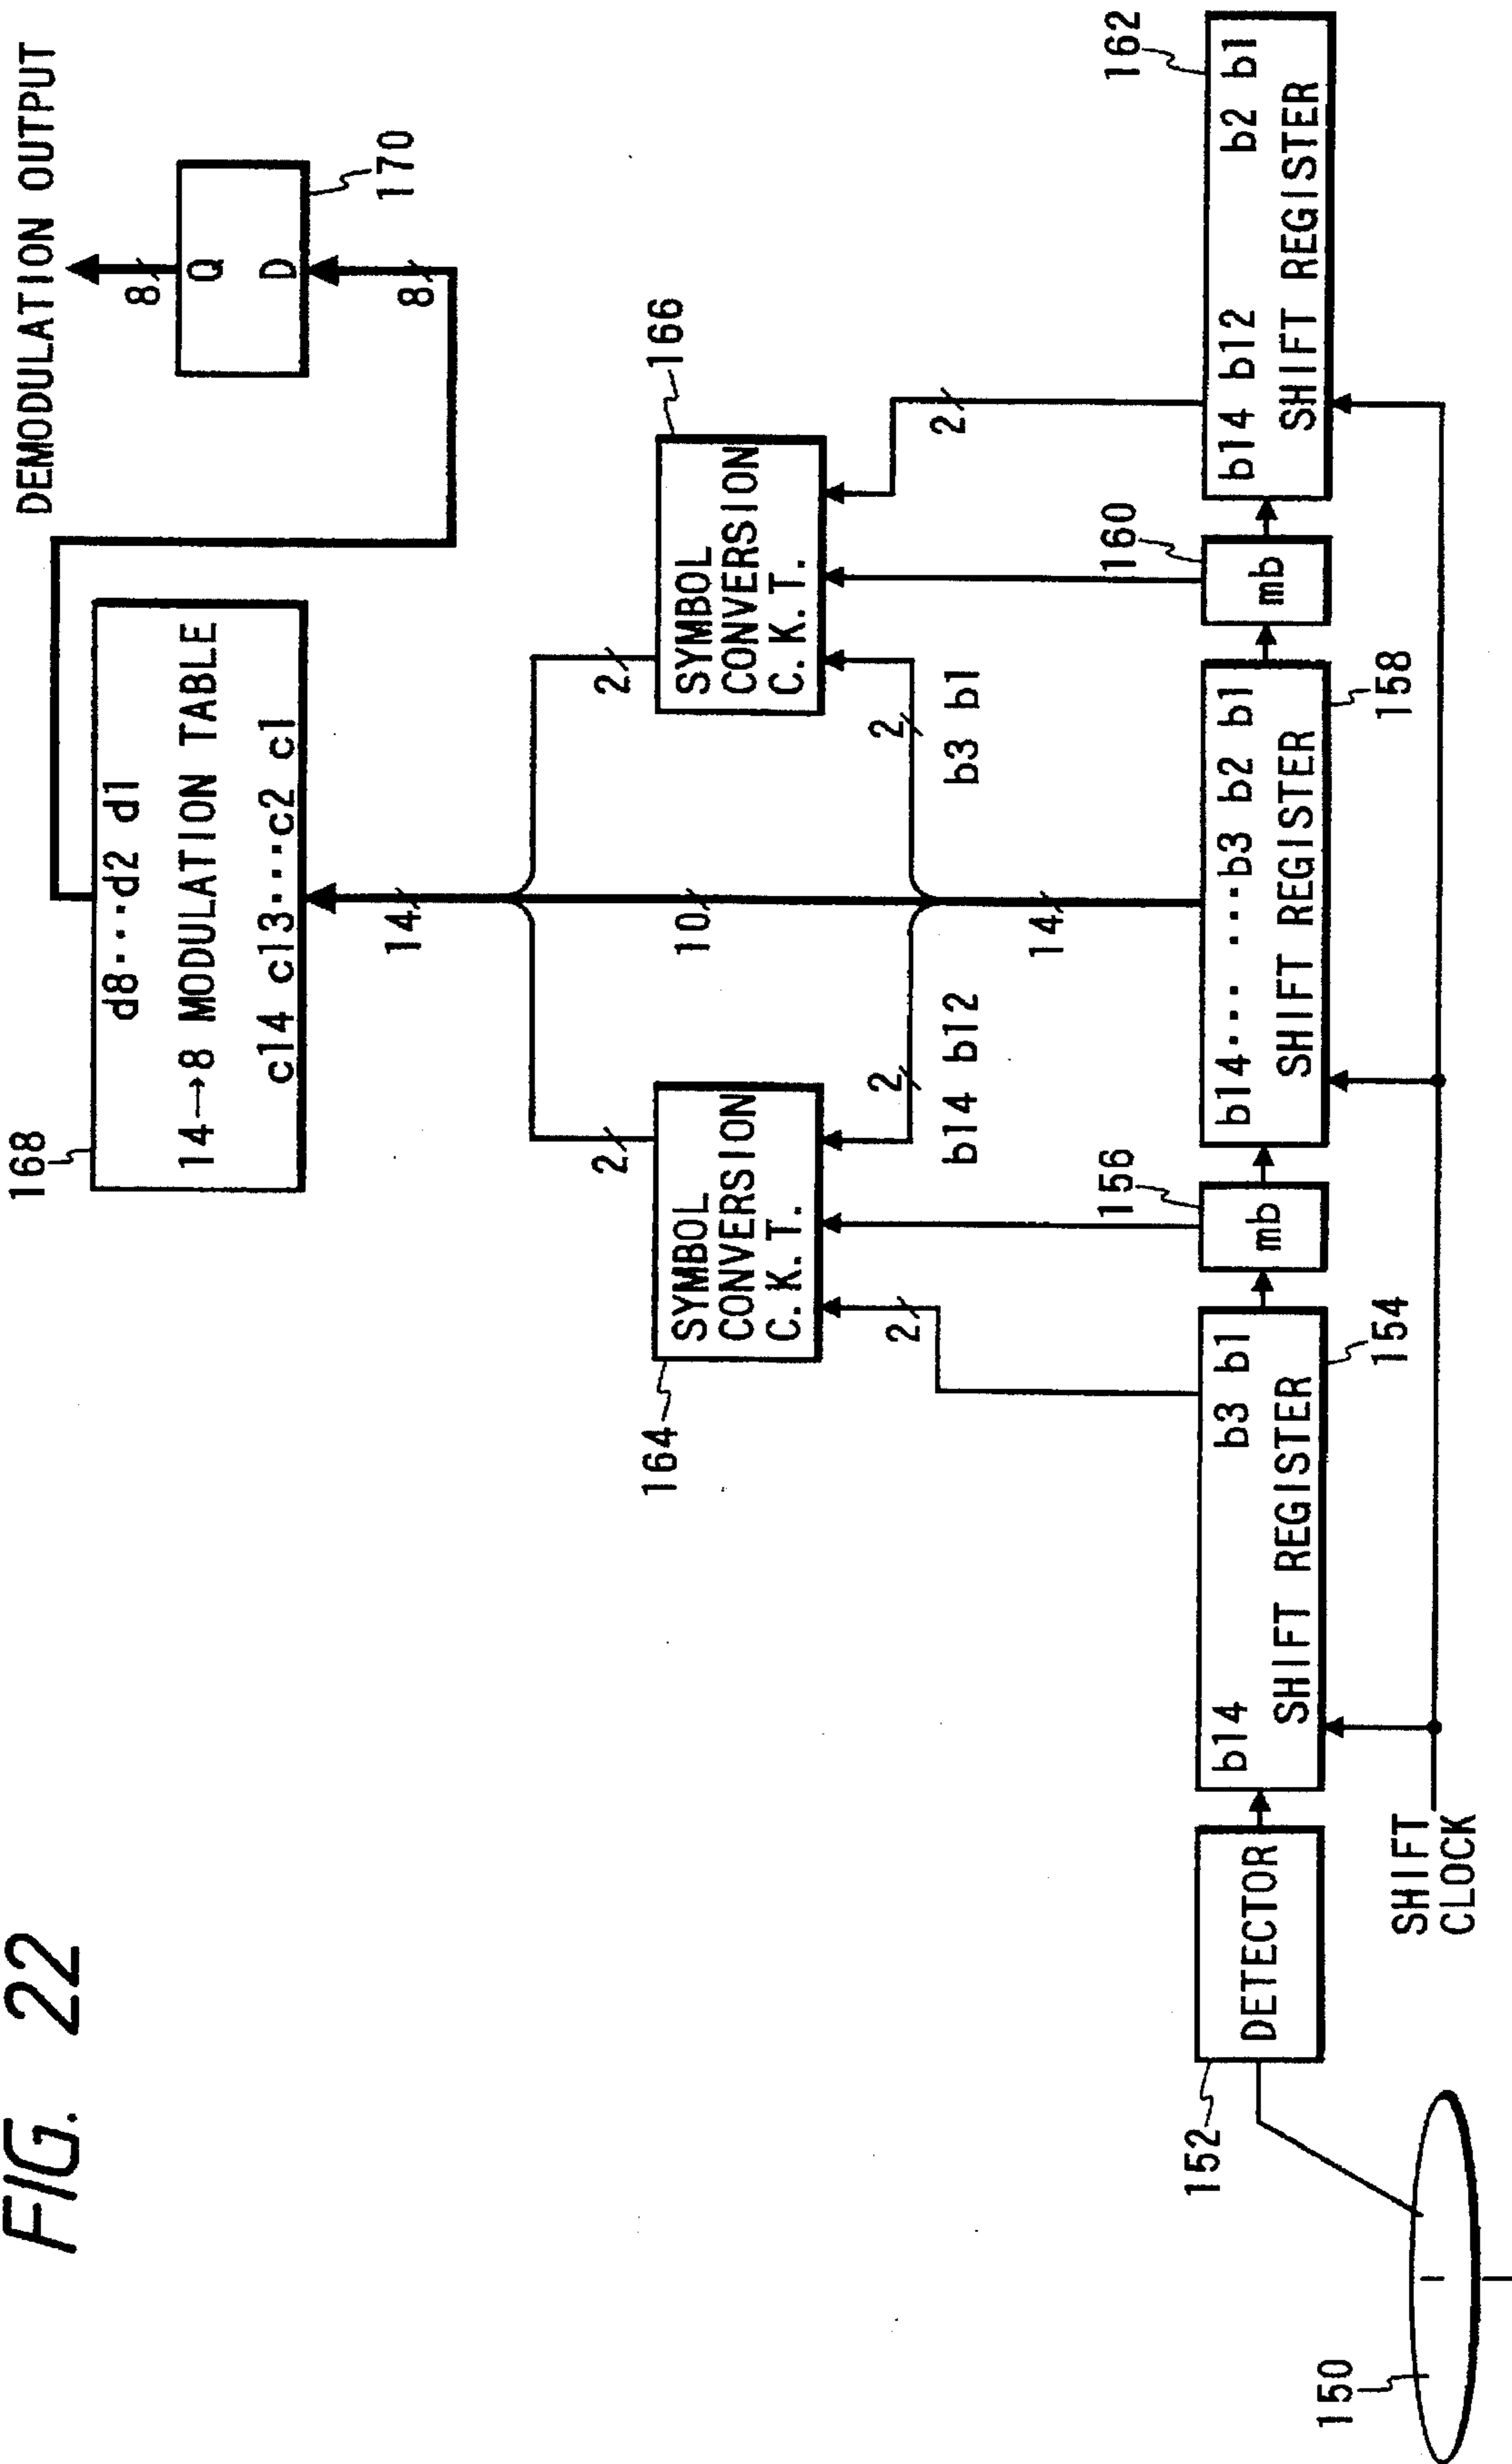 FIG. 22
DEMODULATION OUTPUT
8
Q
D
170
8
168
d8···d2 d1
14→8 MODULATION TABLE
c14 c13···c2 c1
14
2
2
10
164
SYMBOL
CONVERSION
C. K. T.
166
SYMBOL
CONVERSION
C. K. T.
2
2
b14 b12
2
b3 b1
2
14
150
152
DETECTOR
b14 b3 b1
SHIFT REGISTER
154
156
mb
b14··· ···b3 b2 b1
SHIFT REGISTER
158
160
mb
162
b14 b12 b2 b1
SHIFT REGISTER
SHIFT
CLOCK